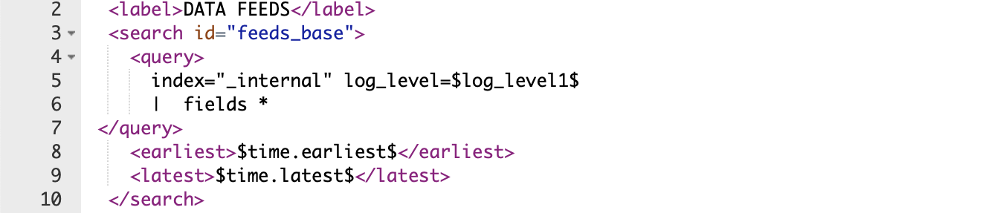 2 <label>DATA FEEDS</label>
3 <search id="feeds_base">
4 <query>
5 index="_internal" log_level=$log_level1$
6 | fields *
7 </query>
8 <earliest>$time.earliest$</earliest>
9 <latest>$time.latest$</latest>
10 </search>